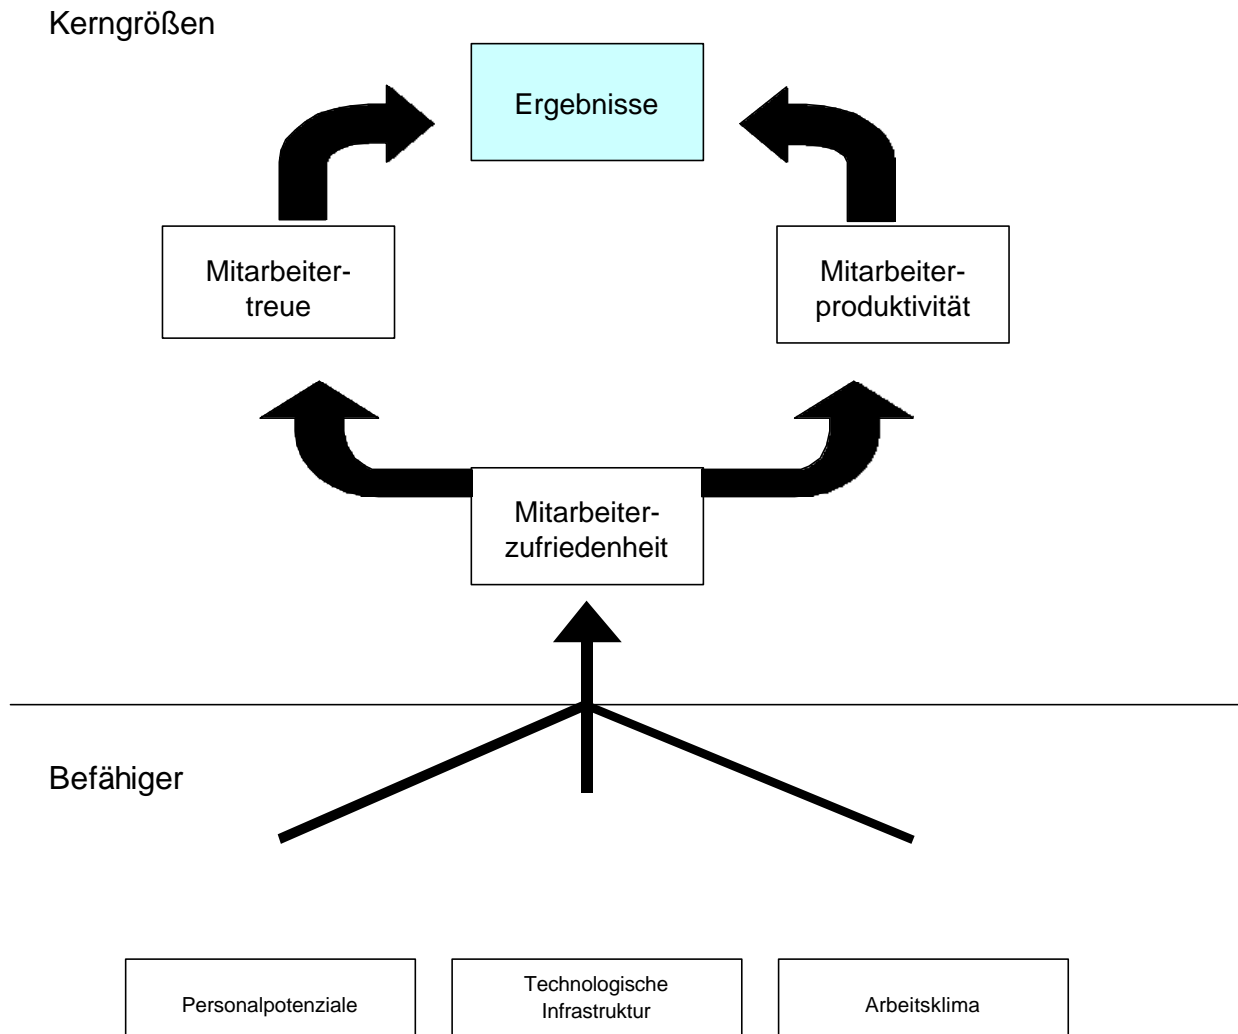 Kerngrößen
Ergebnisse
Mitarbeiter-
treue
Mitarbeiter-
produktivität
Mitarbeiter-
zufriedenheit
Befähiger
Personalpotenziale
Technologische
Infrastruktur
Arbeitsklima